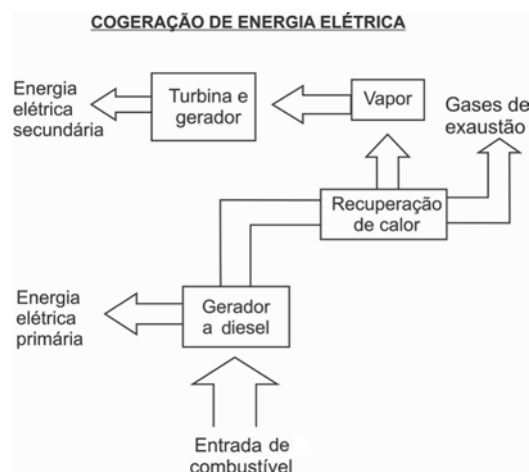 COGERAÇÃO DE ENERGIA ELÉTRICA
Energia
elétrica
secundária
Turbina e
gerador
Vapor
Gases de
exaustão
Recuperação
de calor
Energia
elétrica
primária
Gerador
a diesel
Entrada de
combustível